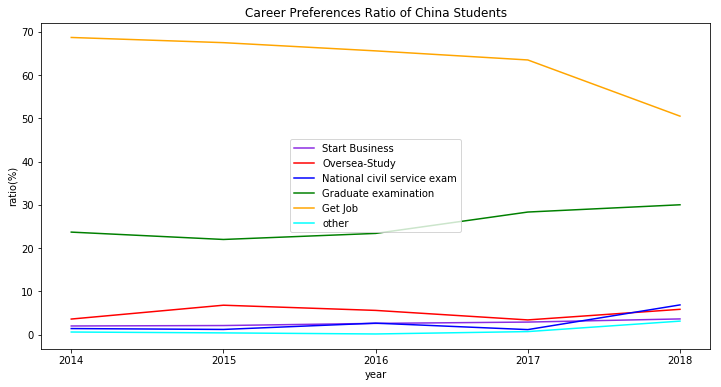 Career Preferences Ratio of China Students
70
60
50
40
30
20
10
0
ratio(%)
Start Business
Oversea-Study
National civil service exam
Graduate examination
Get Job
other
2014 2015 2016 2017 2018
year